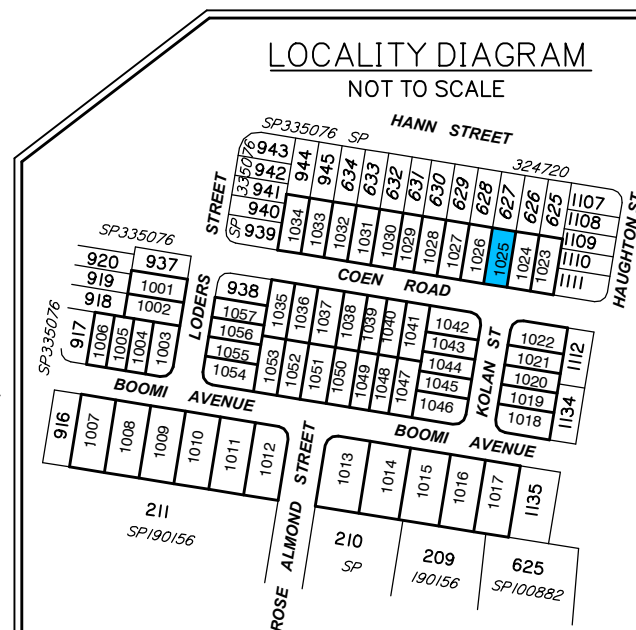 LOCALITY DIAGRAM
NOT TO SCALE
HANN STREET
SP335076 SP 324720
335076
SP
STREET
LODERS
943
942
941
940
939
944 945 634 633 632 631 630 629 628 627 626 625
1107
1108
1109
1110
1111
HAUGHTON ST
1034 1033 1032 1031 1030 1029 1028 1027 1026 1025 1024 1023
COEN ROAD
SP335076
920 937
919 1001
918 1002
SP335076
917 1006 1005 1004 1003
938
1057
1056
1055
1054
1035 1036 1037 1038 1039 1040 1041
1053 1052 1051 1050 1049 1048 1047
1042
1043
1044
1045
1046
KOLAN ST
1022
1021
1020
1019
1018
1112
1134
BOOMI AVENUE
BOOMI AVENUE
916 1007 1008 1009 1010 1011 1012
ROSE ALMOND STREET
1013 1014 1015 1016 1017 1135
211
SP190156
210
SP
209
190156
625
SP100882